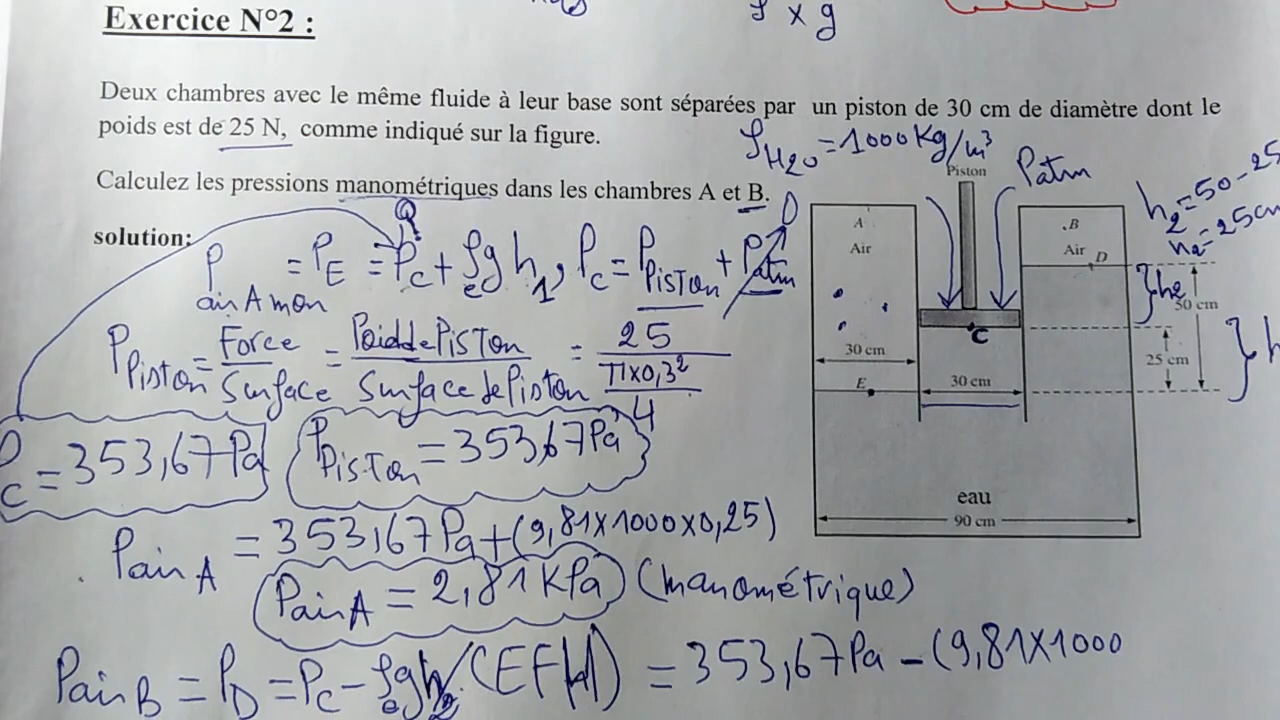 ρ x g
Exercice N°2 :
Deux chambres avec le même fluide à leur base sont séparées par un piston de 30 cm de diamètre dont le
poids est de 25 N, comme indiqué sur la figure.
ρH2O = 1000 Kg/m³
Calculez les pressions manométriques dans les chambres A et B.
solution:
P air A man = PE = PC + ρe g h1, PC = PPISTON + Patm 0
PPiston = Force / Surface = Poids de PISTON / Surface de Piston = 25 / (π x 0,3² / 4)
PC = 353,67 Pa
PPISTON = 353,67 Pa
Pair A = 353,67 Pa + (9,81 x 1000 x 0,25)
Pair A = 2,81 KPa (manométrique)
Pair B = PD = PC - ρe g h2 (EFH) = 353,67 Pa - (9,81 x 1000
Piston
Patm
h2 = 50 - 25
h2 = 25 cm
A
Air
B
Air
D
h2
50 cm
C
25 cm
h
30 cm
E
30 cm
eau
90 cm